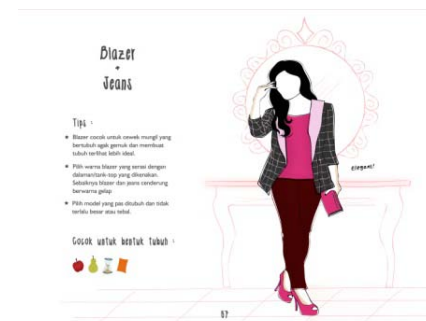 Blazer
+
Jeans
Tips :
Blazer cocok untuk cewek mungil yang
bertubuh agak gemuk dan membuat
tubuh terlihat lebih ideal.
Pilih warna blazer yang serasi dengan
dalaman/tank-top yang dikenakan.
Sebaiknya blazer dan jeans cenderung
berwarna gelap
Pilih model yang pas ditubuh dan tidak
terlalu besar atau tebal.
Cocok untuk bentuk tubuh :
elegant!
57